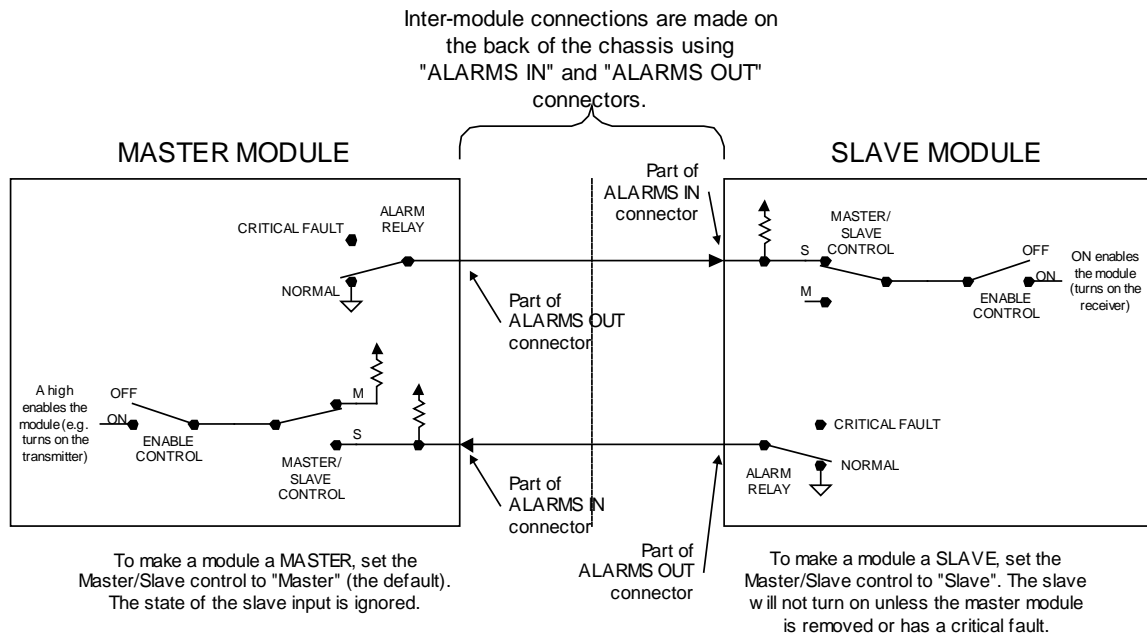 Inter-module connections are made on
the back of the chassis using
"ALARMS IN" and "ALARMS OUT"
connectors.
MASTER MODULE
SLAVE MODULE
CRITICAL FAULT
ALARM
RELAY
NORMAL
Part of
ALARMS IN
connector
Part of
ALARMS OUT
connector
S
MASTER/
SLAVE
CONTROL
M
OFF
ON
ENABLE
CONTROL
ON enables
the module
(turns on the
receiver)
A high
enables the
module (e.g.
turns on the
transmitter)
OFF
ON
ENABLE
CONTROL
M
S
MASTER/
SLAVE
CONTROL
Part of
ALARMS IN
connector
Part of
ALARMS OUT
connector
CRITICAL FAULT
ALARM
RELAY
NORMAL
To make a module a MASTER, set the
Master/Slave control to "Master" (the default).
The state of the slave input is ignored.
To make a module a SLAVE, set the
Master/Slave control to "Slave". The slave
will not turn on unless the master module
is removed or has a critical fault.